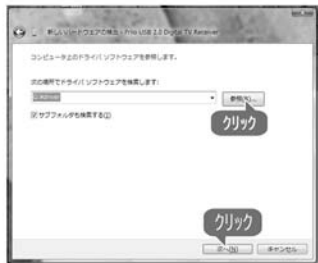 新しいハードウェアの検出 - Friio USB 2.0 Digital TV Receiver
コンピュータ上のドライバ ソフトウェアを参照します。
次の場所でドライバ ソフトウェアを検索します:
参照(R)...
サブフォルダも検索する(I)
クリック
クリック
次へ(N)
キャンセル